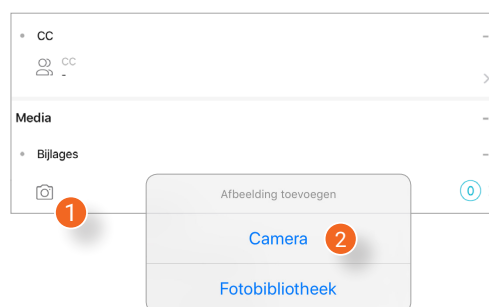 CC
CC
-
Media
Bijlages
0
1
Afbeelding toevoegen
Camera
2
Fotobibliotheek